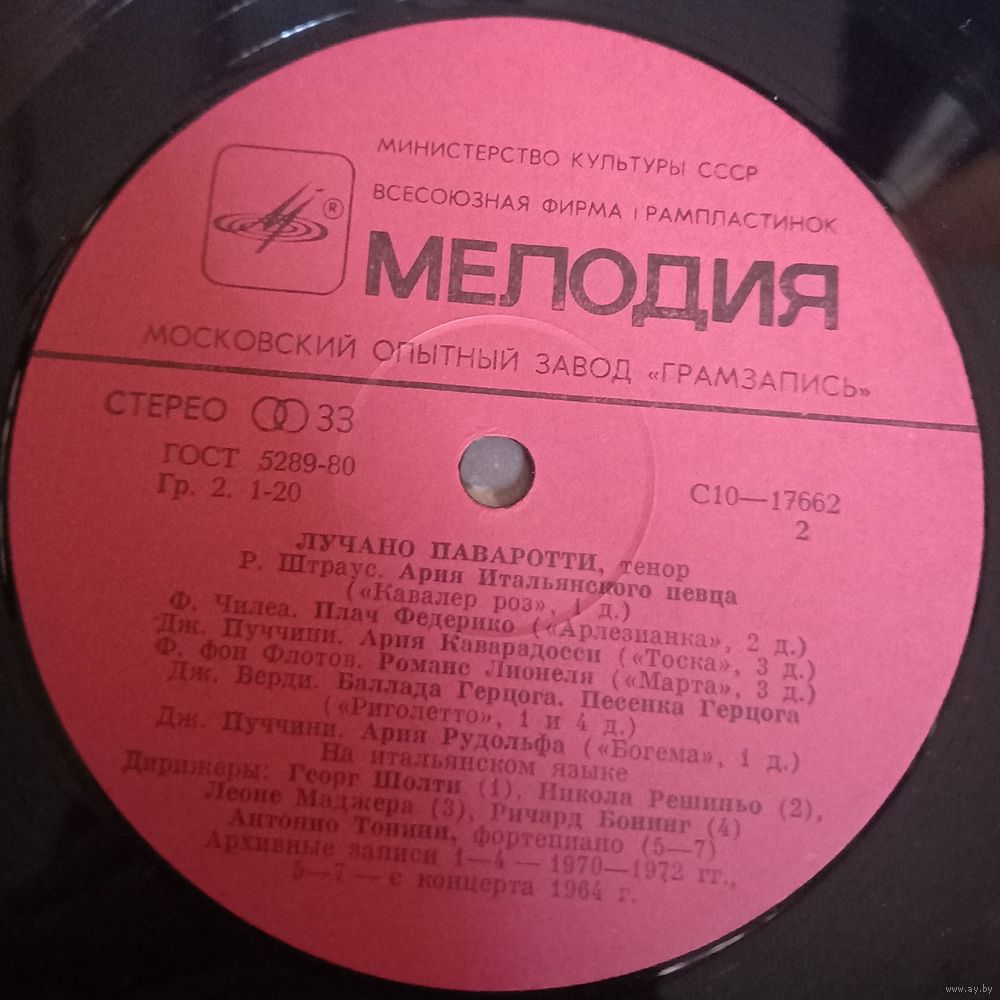 МИНИСТЕРСТВО КУЛЬТУРЫ СССР
ВСЕСОЮЗНАЯ ФИРМА ГРАМПЛАСТИНОК
®
МЕЛОДИЯ
МОСКОВСКИЙ ОПЫТНЫЙ ЗАВОД «ГРАМЗАПИСЬ»
СТЕРЕО 33
ГОСТ 5289-80
Гр. 2. 1-20
С10—17662
2
ЛУЧАНО ПАВАРОТТИ, тенор
Р. Штраус. Ария Итальянского певца
(«Кавалер роз», 1 д.)
Ф. Чилеа. Плач Федерико («Арлезианка», 2 д.)
Дж. Пуччини. Ария Каварадосси («Тоска», 3 д.)
Ф. фон Флотов. Романс Лионеля («Марта», 3 д.)
Дж. Верди. Баллада Герцога. Песенка Герцога
(«Риголетто», 1 и 4 д.)
Дж. Пуччини. Ария Рудольфа («Богема», 1 д.)
На итальянском языке
Дирижеры: Георг Шолти (1), Никола Решиньо (2),
Леоне Маджера (3), Ричард Бонинг (4)
Антонио Тонини, фортепиано (5—7)
Архивные записи 1—4 — 1970—1972 гг.,
5—7 — с концерта 1964 г.
www.ay.by